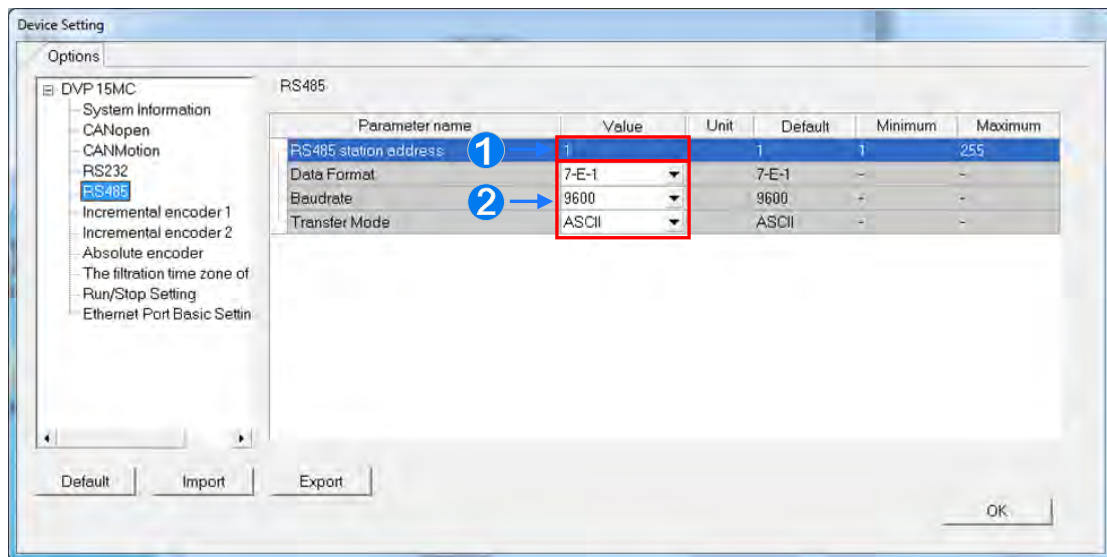 Device Setting
Options
DVP 15MC
System Information
CANopen
CANMotion
RS232
RS485
Incremental encoder 1
Incremental encoder 2
Absolute encoder
The filtration time zone of
Run/Stop Setting
Ethernet Port Basic Settin
RS485
Parameter name Value Unit Default Minimum Maximum
RS485 station address 1 1 1 1 255
Data Format 7-E-1 7-E-1 - -
Baudrate 2 9600 9600 - -
Transfer Mode ASCII ASCII - -
Default Import Export
OK